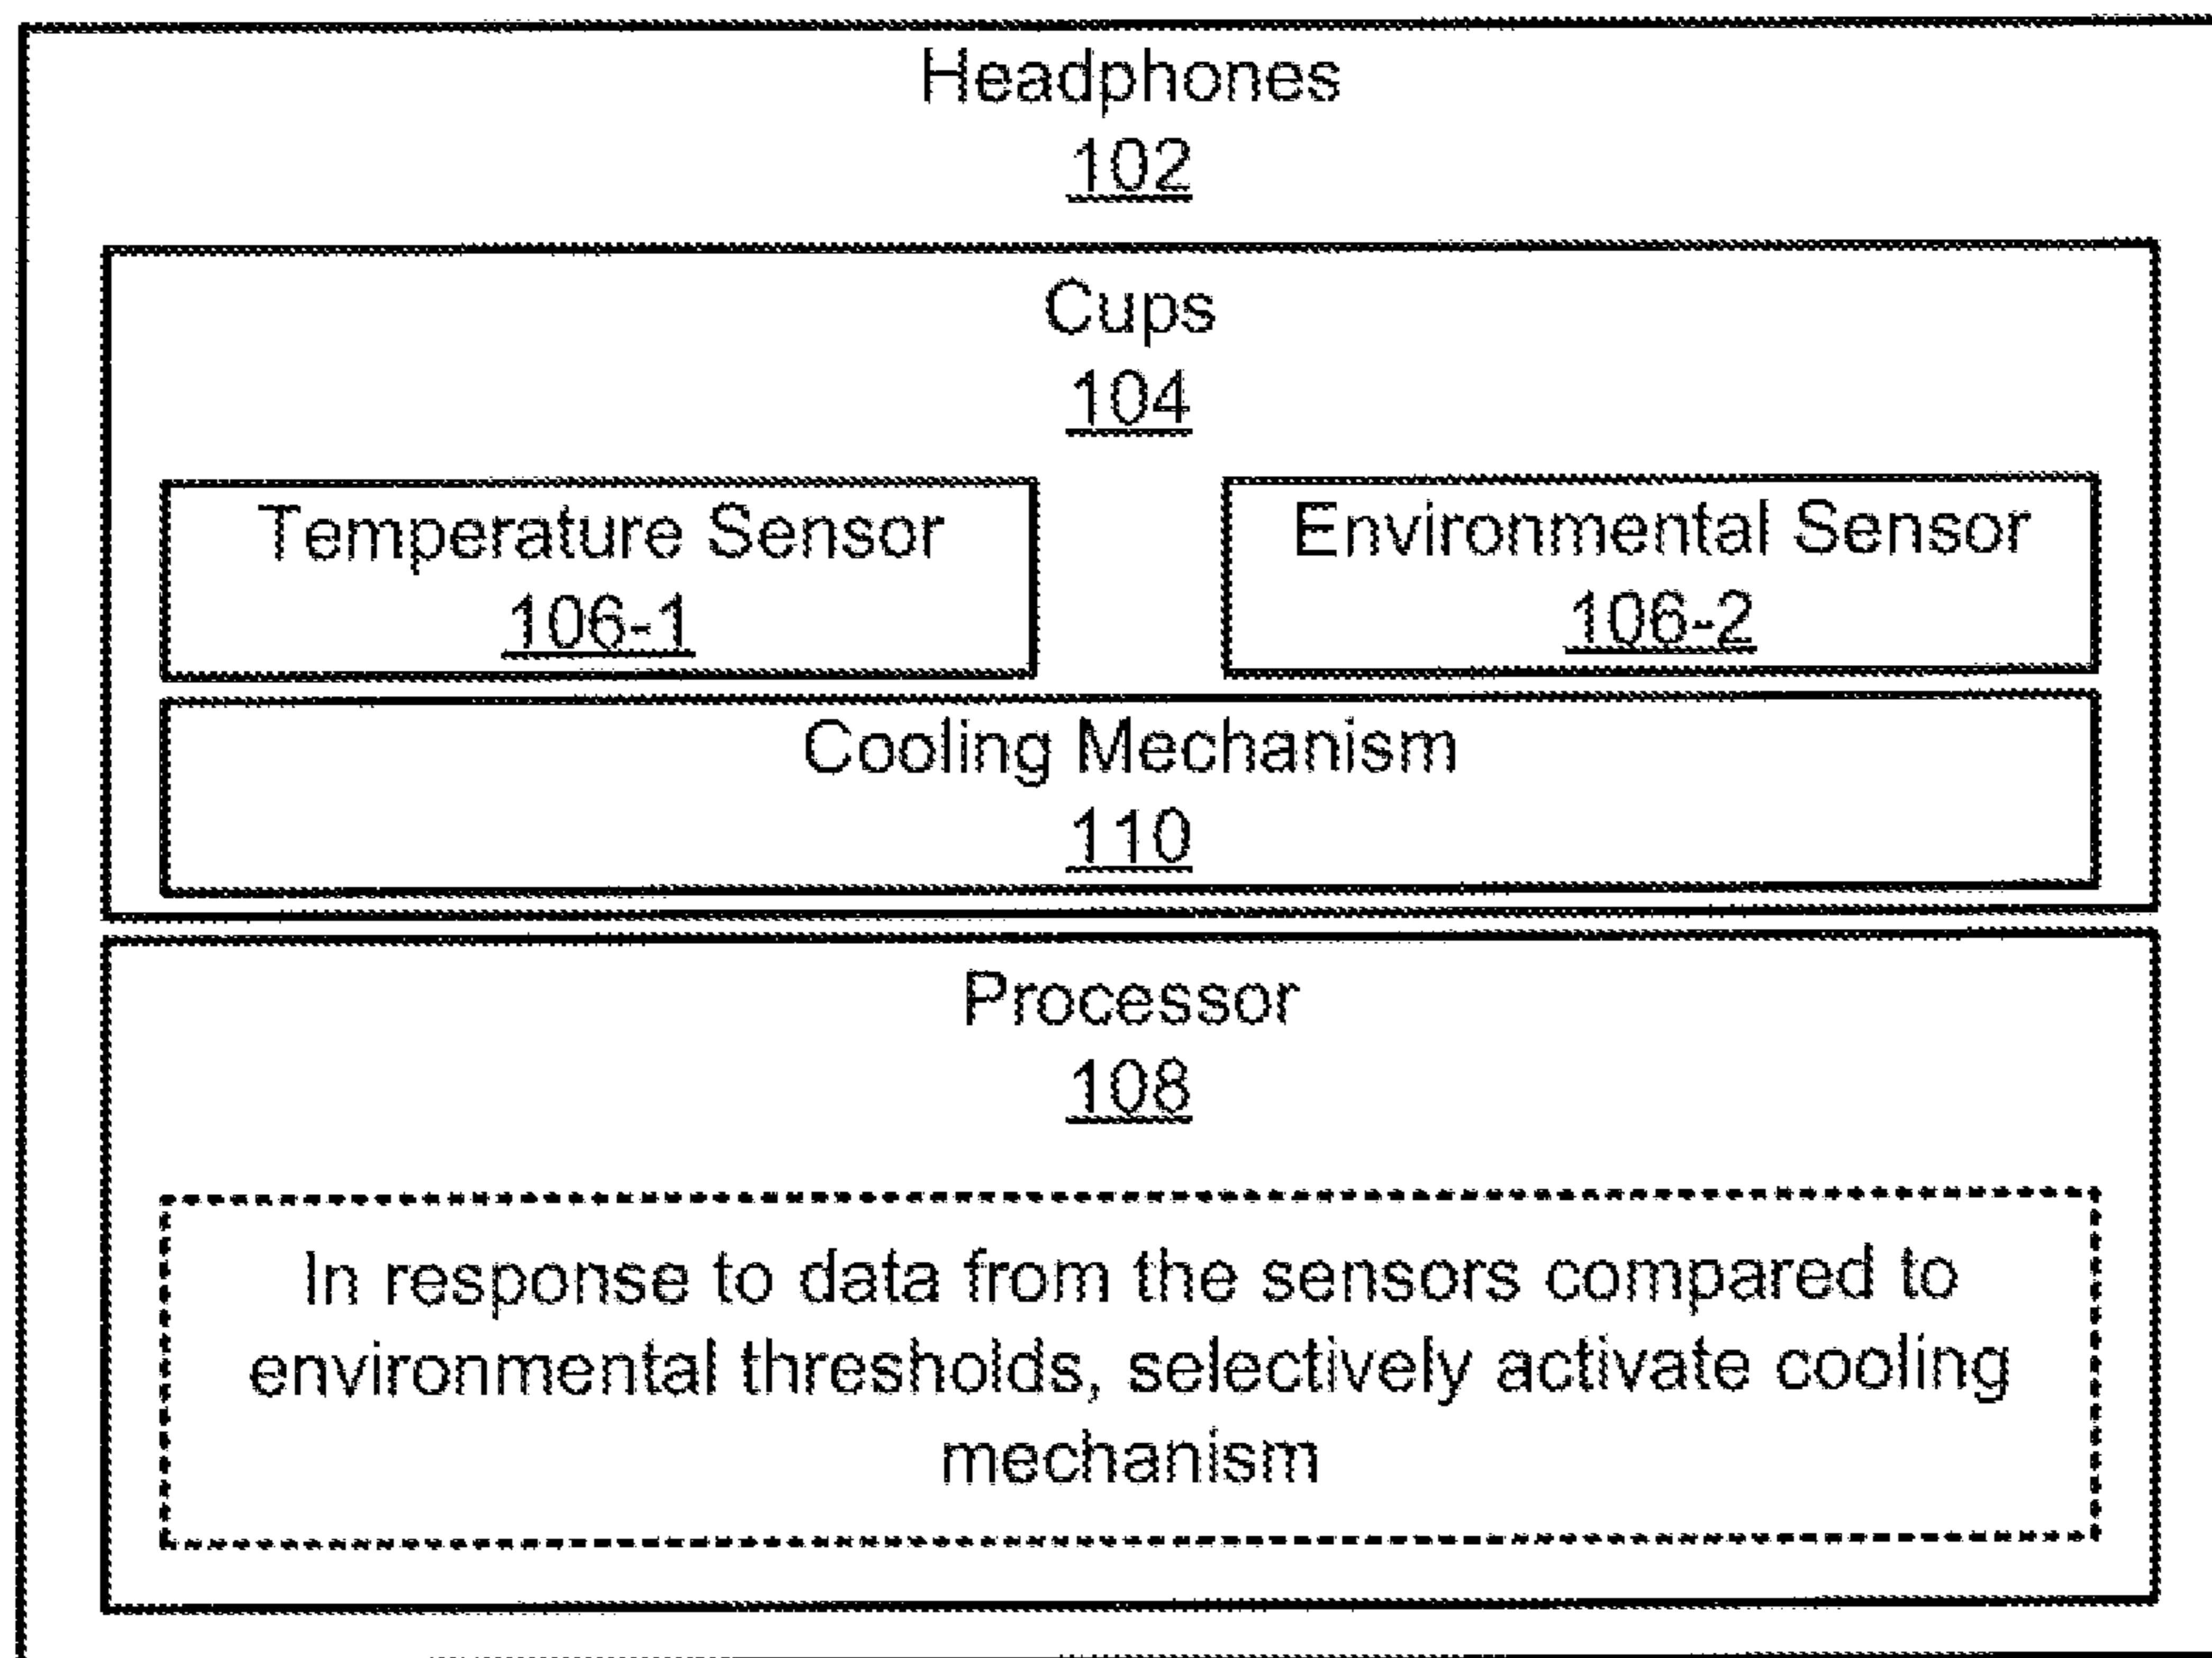 Headphones
102
Cups
104
Temperature Sensor
106-1
Environmental Sensor
106-2
Cooling Mechanism
110
Processor
108
In response to data from the sensors compared to
environmental thresholds, selectively activate cooling
mechanism